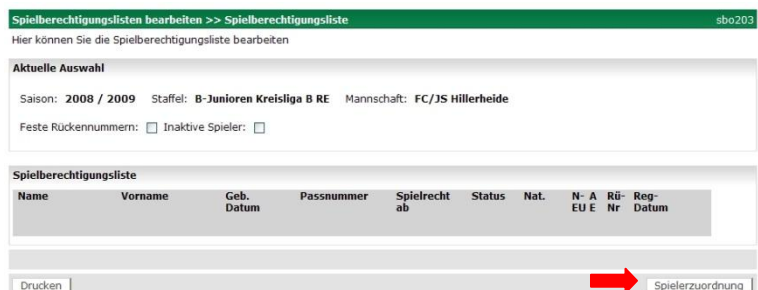 Spielberechtigungslisten bearbeiten >> Spielberechtigungsliste sbo203
Hier können Sie die Spielberechtigungsliste bearbeiten
Aktuelle Auswahl
Saison: 2008 / 2009 Staffel: B-Junioren Kreisliga B RE Mannschaft: FC/JS Hillerheide
Feste Rückennummern: Inaktive Spieler:
Spielberechtigungsliste
Name Vorname Geb. Passnummer Spielrecht Status Nat. N- A Rü- Reg-
Datum ab EU E Nr Datum
Drucken Spielerzuordnung